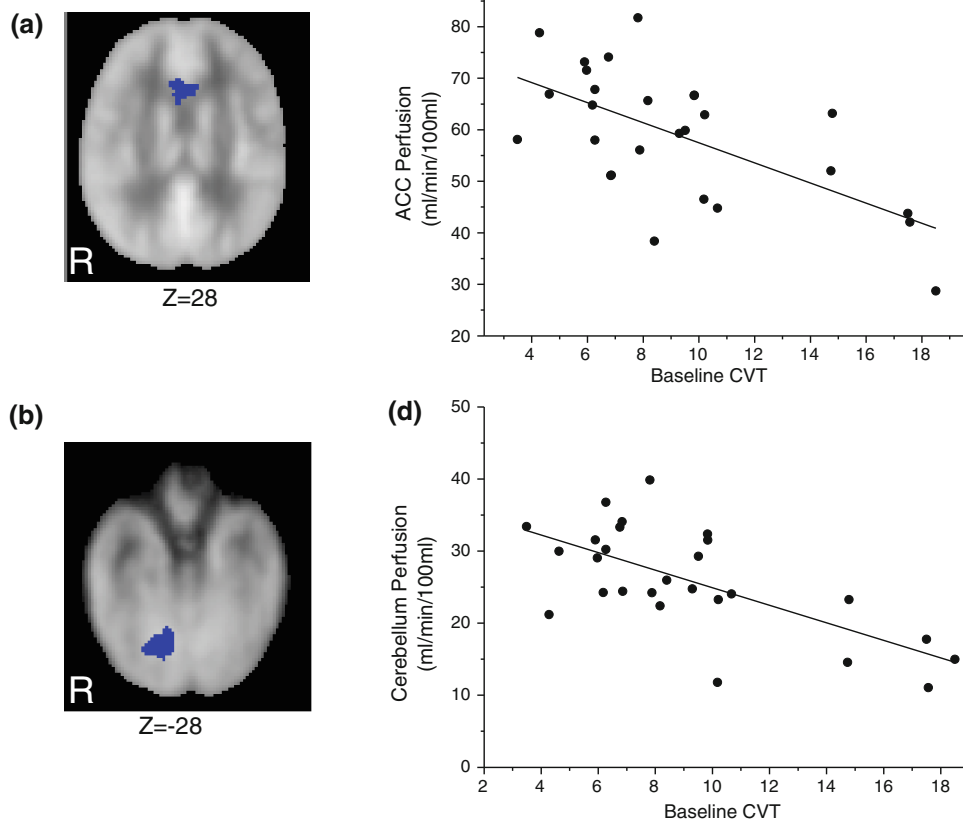 (a)
R
Z=28
80
70
60
50
40
30
20
ACC Perfusion
(ml/min/100ml)
4 6 8 10 12 14 16 18
Baseline CVT
(b)
R
Z=-28
(d)
50
40
30
20
10
0
Cerebellum Perfusion
(ml/min/100ml)
2 4 6 8 10 12 14 16 18
Baseline CVT